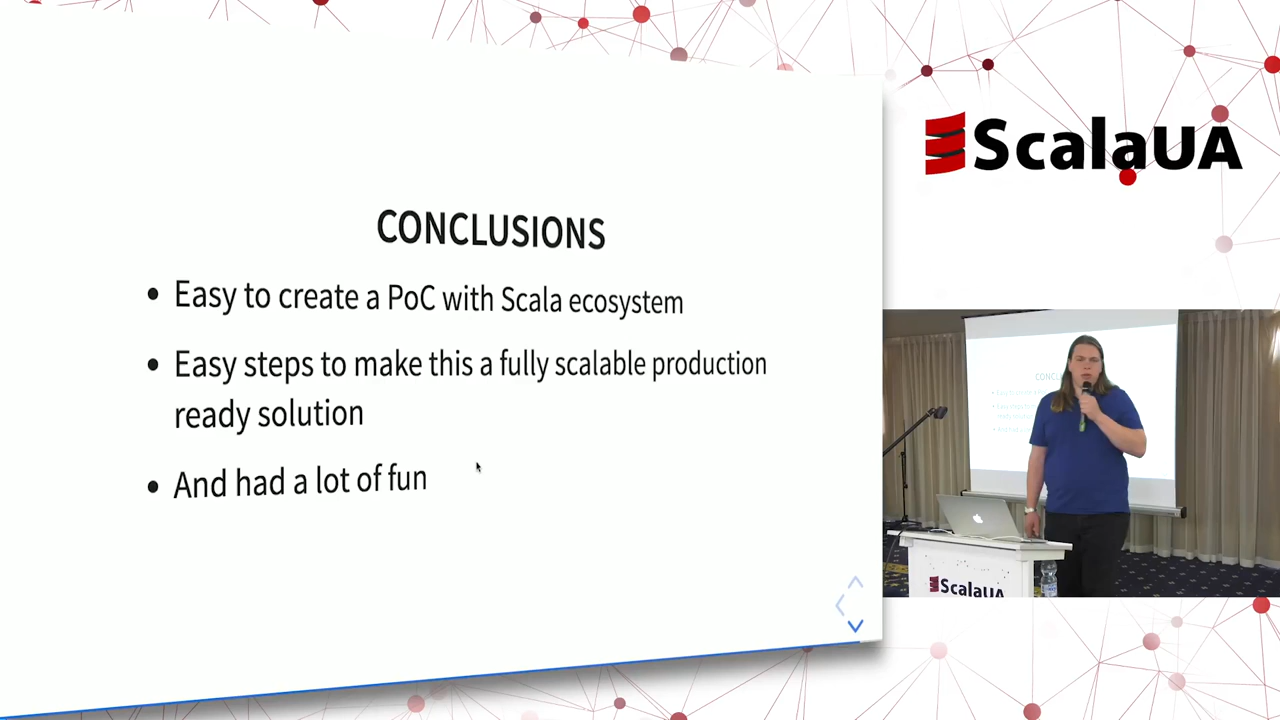 ScalaUA
CONCLUSIONS
• Easy to create a PoC with Scala ecosystem
• Easy steps to make this a fully scalable production
ready solution
• And had a lot of fun
CONCL
ScalaUA